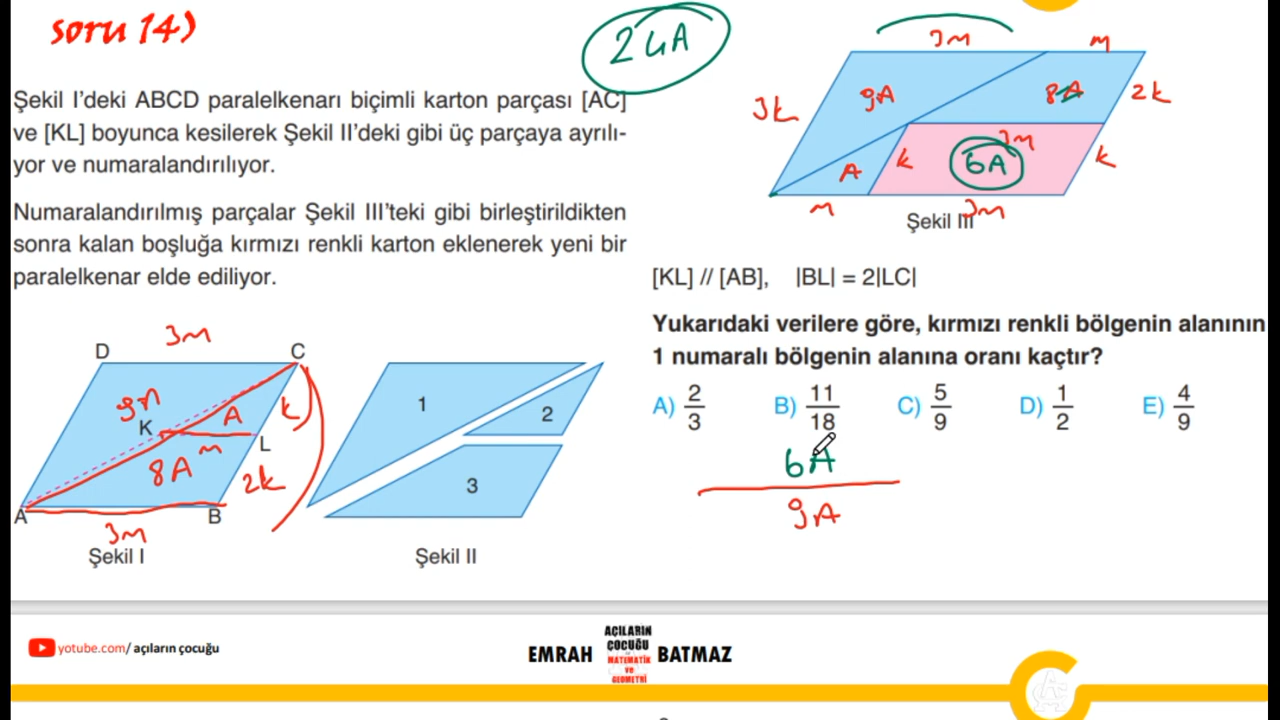 soru 14)
24A
Şekil I'deki ABCD paralelkenarı biçimli karton parçası [AC]
ve [KL] boyunca kesilerek Şekil II'deki gibi üç parçaya ayrılı-
yor ve numaralandırılıyor.
Numaralandırılmış parçalar Şekil III'teki gibi birleştirildikten
sonra kalan boşluğa kırmızı renkli karton eklenerek yeni bir
paralelkenar elde ediliyor.
3m
D C
9A A k
K L
8A m 2k
A B
3m
Şekil I
1
2
3
Şekil II
3m m
3k 9A 8A 2k
3m
A k 6A k
m 3m
Şekil III
[KL] // [AB], |BL| = 2|LC|
Yukarıdaki verilere göre, kırmızı renkli bölgenin alanının
1 numaralı bölgenin alanına oranı kaçtır?
A) 2/3 B) 11/18 C) 5/9 D) 1/2 E) 4/9
6A
9A
yotube.com/ açıların çocuğu
EMRAH AÇILARIN ÇOCUĞU MATEMATİK ve GEOMETRİ BATMAZ